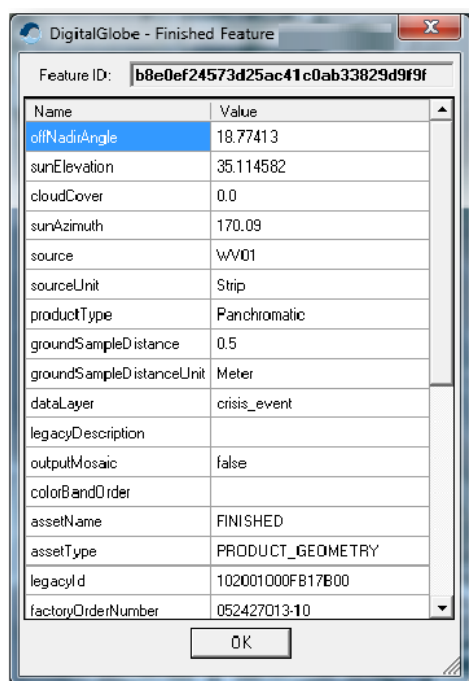 DigitalGlobe - Finished Feature
x
Feature ID: b8e0ef24573d25ac41c0ab33829d9f9f
Name Value
offNadirAngle 18.77413
sunElevation 35.114582
cloudCover 0.0
sunAzimuth 170.09
source WV01
sourceUnit Strip
productType Panchromatic
groundSampleDistance 0.5
groundSampleDistanceUnit Meter
dataLayer crisis_event
legacyDescription
outputMosaic false
colorBandOrder
assetName FINISHED
assetType PRODUCT_GEOMETRY
legacyId 102001000FB17B00
factoryOrderNumber 052427013-10
OK